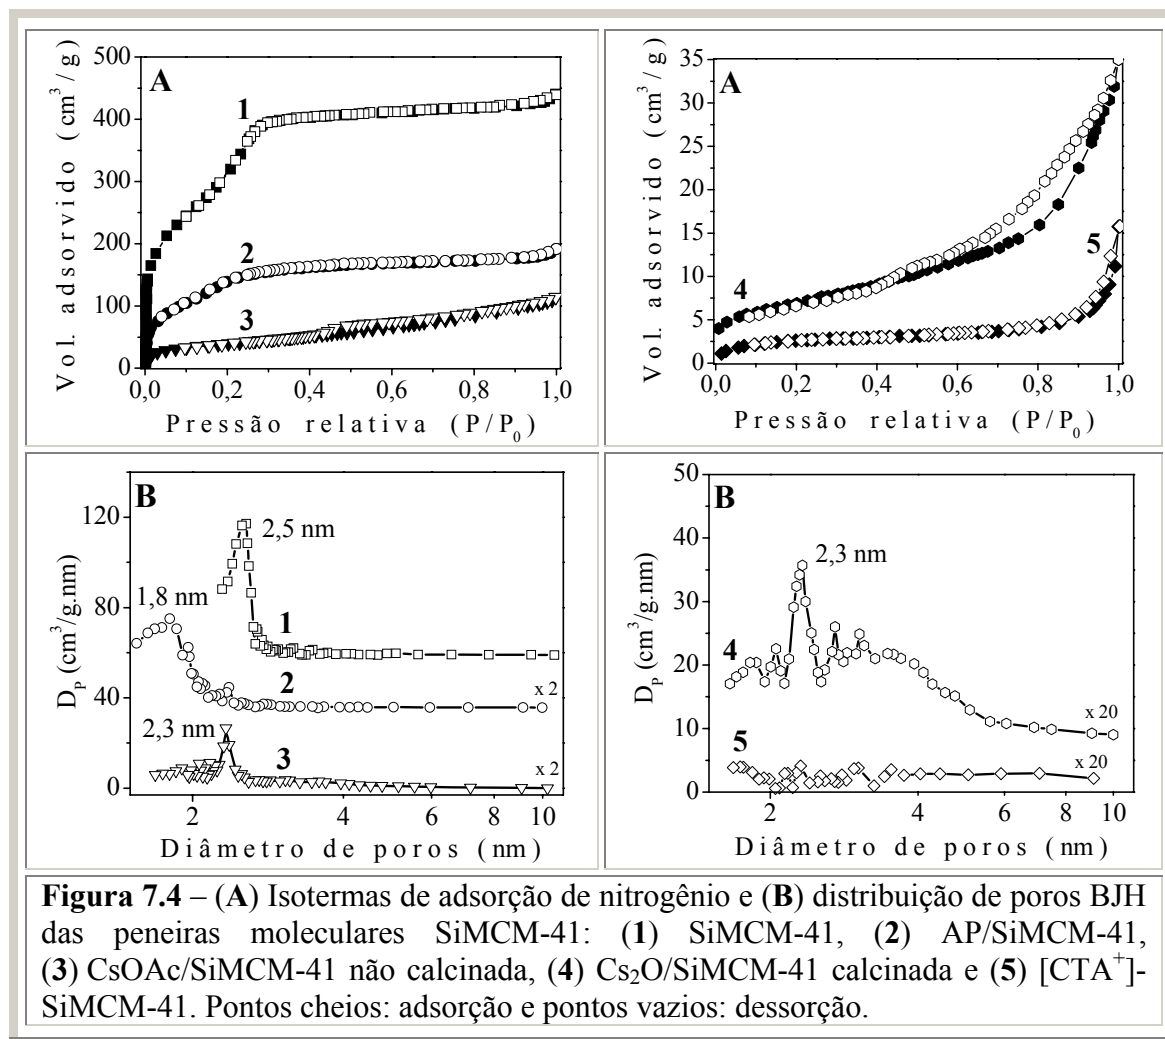 A
Vol. adsorvido (cm³/g)
500
400
300
200
100
0
1
2
3
0,0 0,2 0,4 0,6 0,8 1,0
Pressão relativa (P/P₀)
A
Vol. adsorvido (cm³/g)
35
30
25
20
15
10
5
0
4
5
0,0 0,2 0,4 0,6 0,8 1,0
Pressão relativa (P/P₀)
B
Dₚ (cm³/g.nm)
120
80
40
0
2,5 nm
1,8 nm
1
2
x 2
2,3 nm
3
x 2
2 4 6 8 10
Diâmetro de poros (nm)
B
Dₚ (cm³/g.nm)
50
40
30
20
10
0
2,3 nm
4
x 20
5
x 20
2 4 6 8 10
Diâmetro de poros (nm)
Figura 7.4 – (A) Isotermas de adsorção de nitrogênio e (B) distribuição de poros BJH
das peneiras moleculares SiMCM-41: (1) SiMCM-41, (2) AP/SiMCM-41,
(3) CsOAc/SiMCM-41 não calcinada, (4) Cs₂O/SiMCM-41 calcinada e (5) [CTA⁺]-
SiMCM-41. Pontos cheios: adsorção e pontos vazios: dessorção.